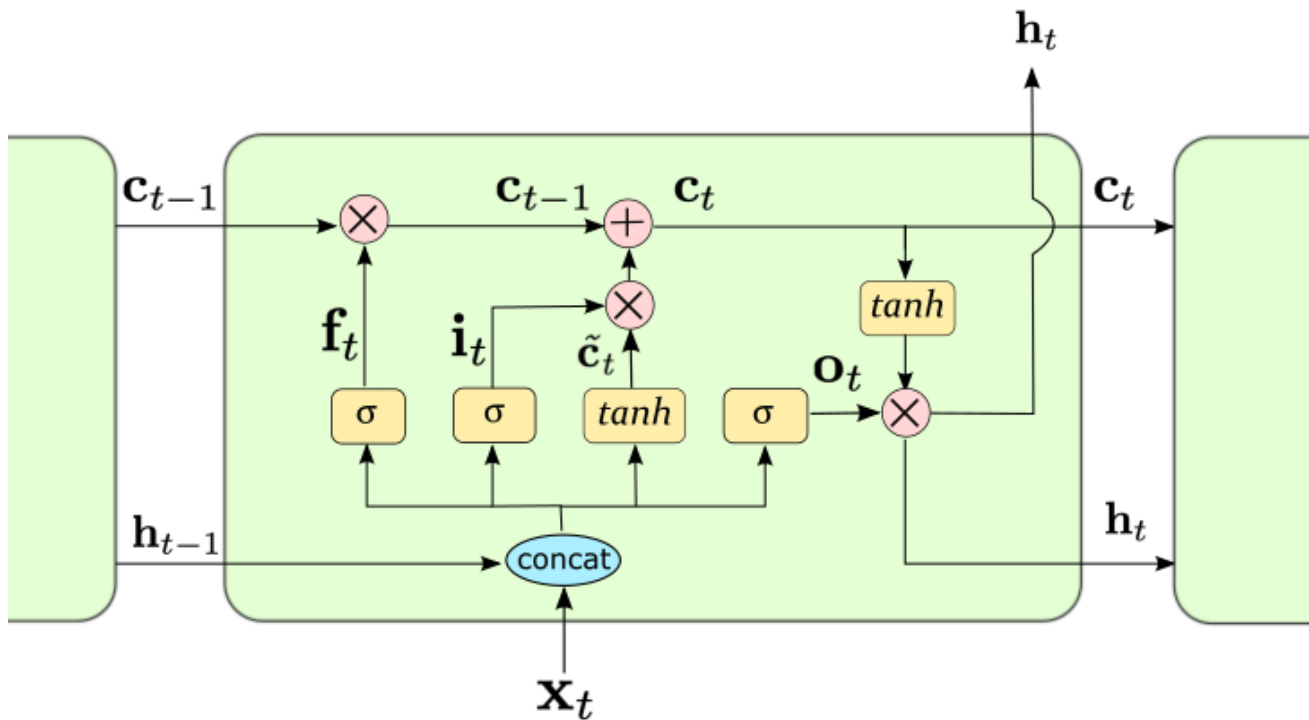 h_t
c_{t−1}
c_{t−1}
c_t
c_t
×
+
×
tanh
f_t
i_t
c̃_t
o_t
σ
σ
tanh
σ
×
h_{t−1}
concat
h_t
x_t